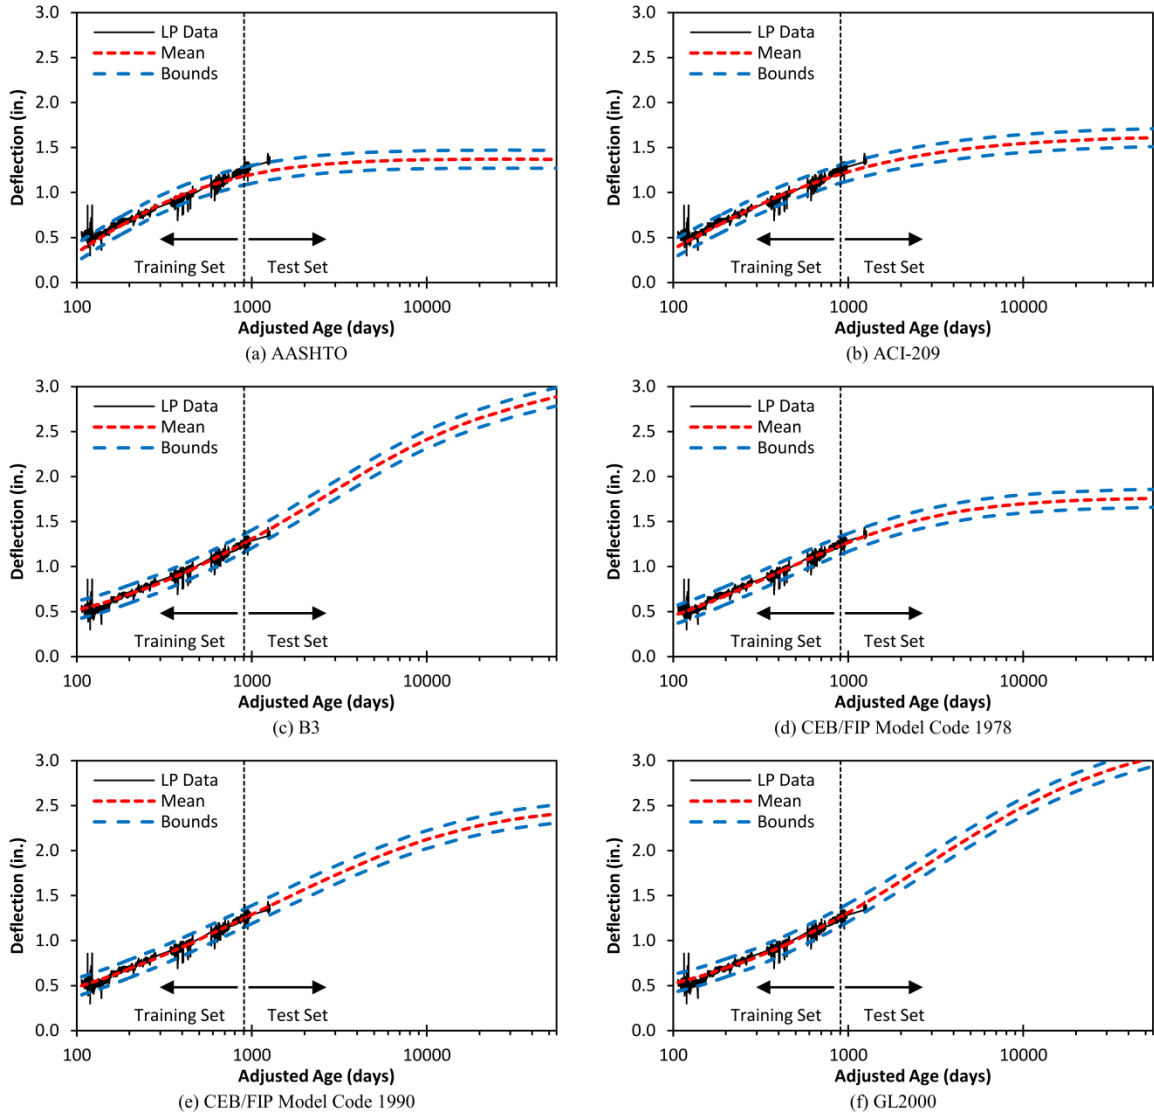 3.0
2.5
2.0
1.5
1.0
0.5
0.0
Deflection (in.)
LP Data
Mean
Bounds
Training Set
Test Set
100
1000
10000
Adjusted Age (days)
(a) AASHTO
3.0
2.5
2.0
1.5
1.0
0.5
0.0
Deflection (in.)
LP Data
Mean
Bounds
Training Set
Test Set
100
1000
10000
Adjusted Age (days)
(b) ACI-209
3.0
2.5
2.0
1.5
1.0
0.5
0.0
Deflection (in.)
LP Data
Mean
Bounds
Training Set
Test Set
100
1000
10000
Adjusted Age (days)
(c) B3
3.0
2.5
2.0
1.5
1.0
0.5
0.0
Deflection (in.)
LP Data
Mean
Bounds
Training Set
Test Set
100
1000
10000
Adjusted Age (days)
(d) CEB/FIP Model Code 1978
3.0
2.5
2.0
1.5
1.0
0.5
0.0
Deflection (in.)
LP Data
Mean
Bounds
Training Set
Test Set
100
1000
10000
Adjusted Age (days)
(e) CEB/FIP Model Code 1990
3.0
2.5
2.0
1.5
1.0
0.5
0.0
Deflection (in.)
LP Data
Mean
Bounds
Training Set
Test Set
100
1000
10000
Adjusted Age (days)
(f) GL2000